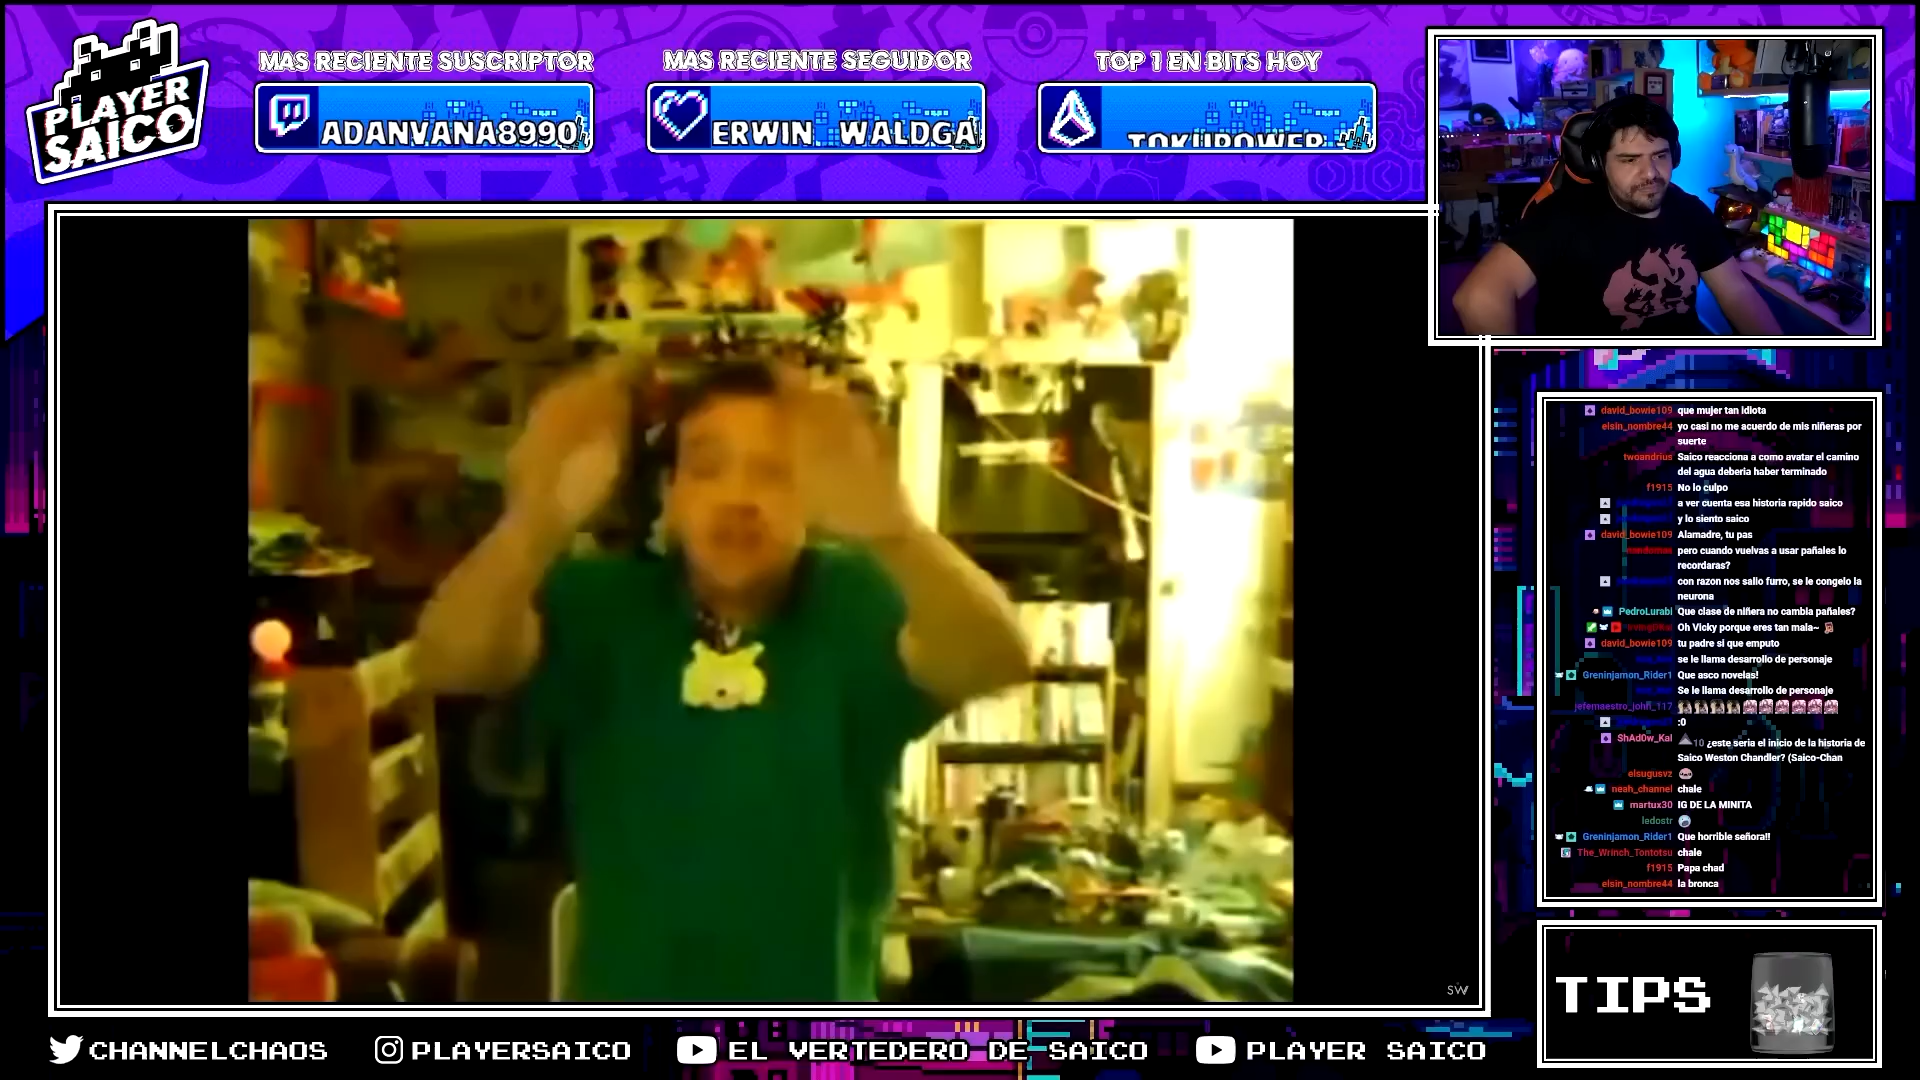 PLAYER
SAICO
MAS RECIENTE SUSCRIPTOR
ADANVANA8990
MAS RECIENTE SEGUIDOR
ERWIN_WALDGA
TOP 1 EN BITS HOY
TOKUPOWER
david_bowie109 que mujer tan idiota
elsin_nombre44 yo casi no me acuerdo de mis niñeras por
suerte
twoandrius Saico reacciona a como avatar el camino
del agua deberia haber terminado
f1915 No lo culpo
a ver cuenta esa historia rapido saico
y lo siento saico
david_bowie109 Alamadre, tu pas
pero cuando vuelvas a usar pañales lo
recordaras?
con razon nos salio furro, se le congelo la
neurona
PedroLurabi Que clase de niñera no cambia pañales?
Oh Vicky porque eres tan mala~
david_bowie109 tu padre si que emputo
se le llama desarrollo de personaje
Greninjamon_Rider1 Que asco novelas!
Se le llama desarrollo de personaje
jefemaestro_john_117
:0
ShAd0w_Kal 10 ¿este seria el inicio de la historia de
Saico Weston Chandler? (Saico-Chan
elsugusvz
neah_channel chale
martux30 IG DE LA MINITA
ledostr
Greninjamon_Rider1 Que horrible señora!!
The_Wrinch_Tontotsu chale
f1915 Papa chad
elsin_nombre44 la bronca
SW
TIPS
CHANNELCHAOS
PLAYERSAICO
EL VERTEDERO DE SAICO
PLAYER SAICO